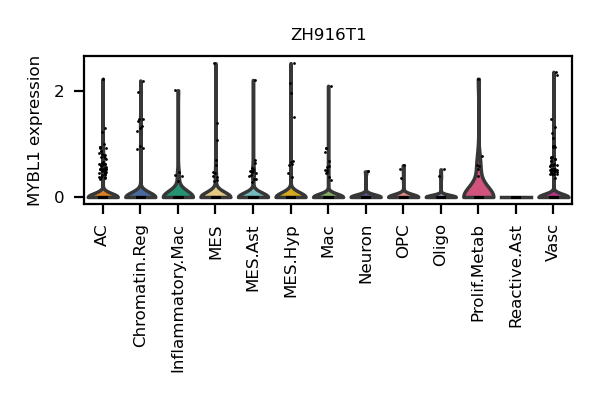 ZH916T1
MYBL1 expression
2
0
AC
Chromatin.Reg
Inflammatory.Mac
MES
MES.Ast
MES.Hyp
Mac
Neuron
OPC
Oligo
Prolif.Metab
Reactive.Ast
Vasc